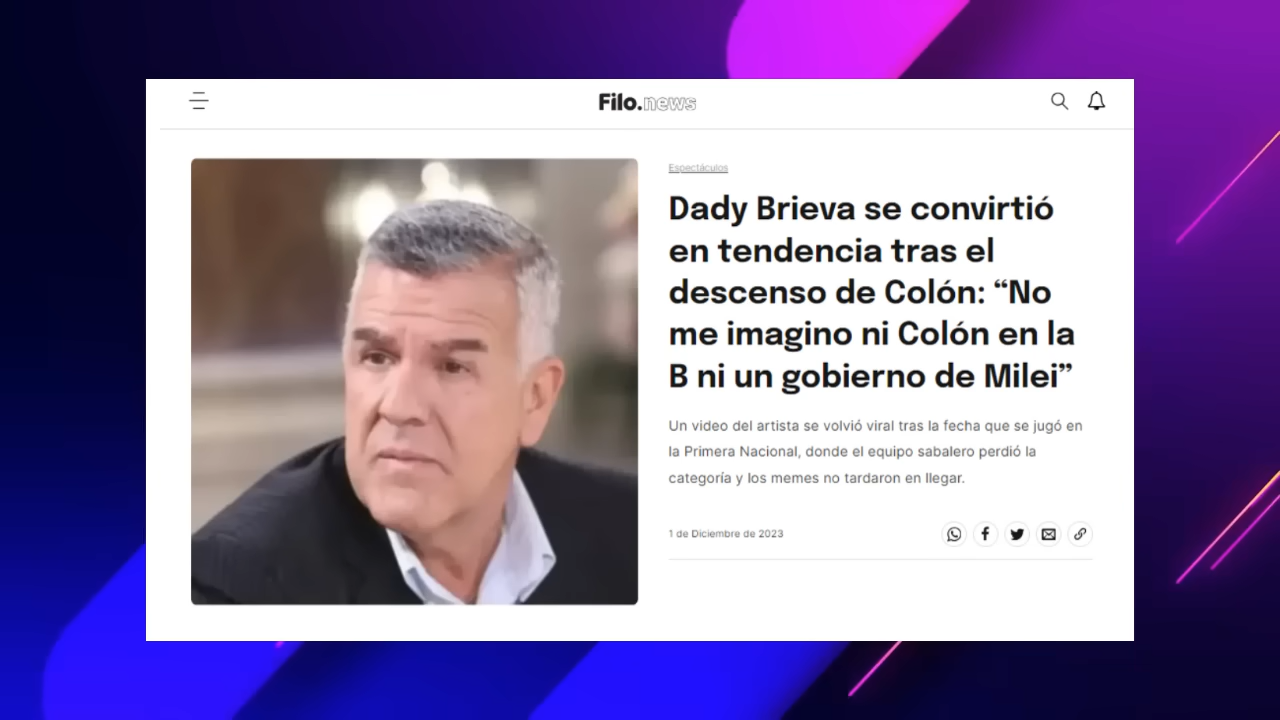 Filo.news
Espectáculos
Dady Brieva se convirtió
en tendencia tras el
descenso de Colón: “No
me imagino ni Colón en la
B ni un gobierno de Milei”
Un video del artista se volvió viral tras la fecha que se jugó en
la Primera Nacional, donde el equipo sabalero perdió la
categoría y los memes no tardaron en llegar.
1 de Diciembre de 2023